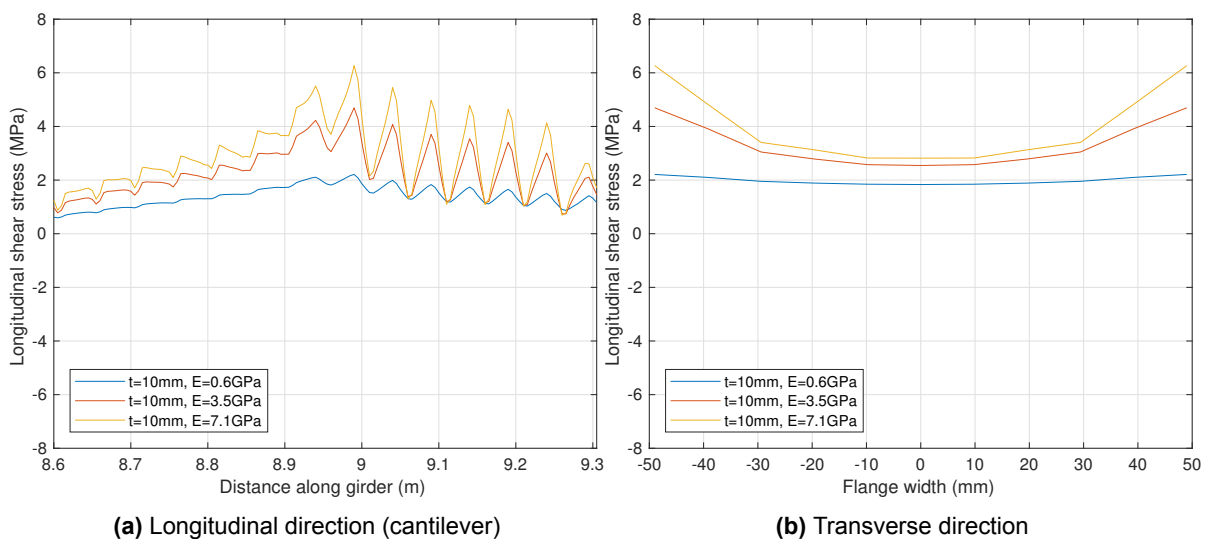 8
6
4
2
0
-2
-4
-6
-8
Longitudinal shear stress (MPa)
t=10mm, E=0.6GPa
t=10mm, E=3.5GPa
t=10mm, E=7.1GPa
8.6 8.7 8.8 8.9 9 9.1 9.2 9.3
Distance along girder (m)
(a) Longitudinal direction (cantilever)
8
6
4
2
0
-2
-4
-6
-8
Longitudinal shear stress (MPa)
t=10mm, E=0.6GPa
t=10mm, E=3.5GPa
t=10mm, E=7.1GPa
-50 -40 -30 -20 -10 0 10 20 30 40 50
Flange width (mm)
(b) Transverse direction